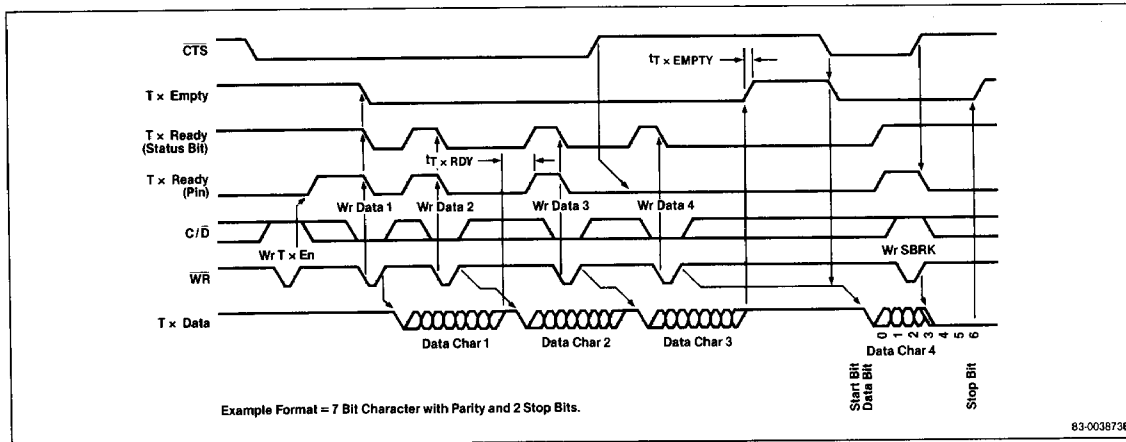 CTS
tT × EMPTY
T × Empty
T × Ready
(Status Bit)
tT × RDY
T × Ready
(Pin)
Wr Data 1
Wr Data 2
Wr Data 3
Wr Data 4
C/D
Wr T × En
Wr SBRK
WR
T × Data
Data Char 1
Data Char 2
Data Char 3
0
1
2
3
4
5
6
Data Char 4
Start Bit
Data Bit
Stop Bit
Example Format = 7 Bit Character with Parity and 2 Stop Bits.
83-003873B